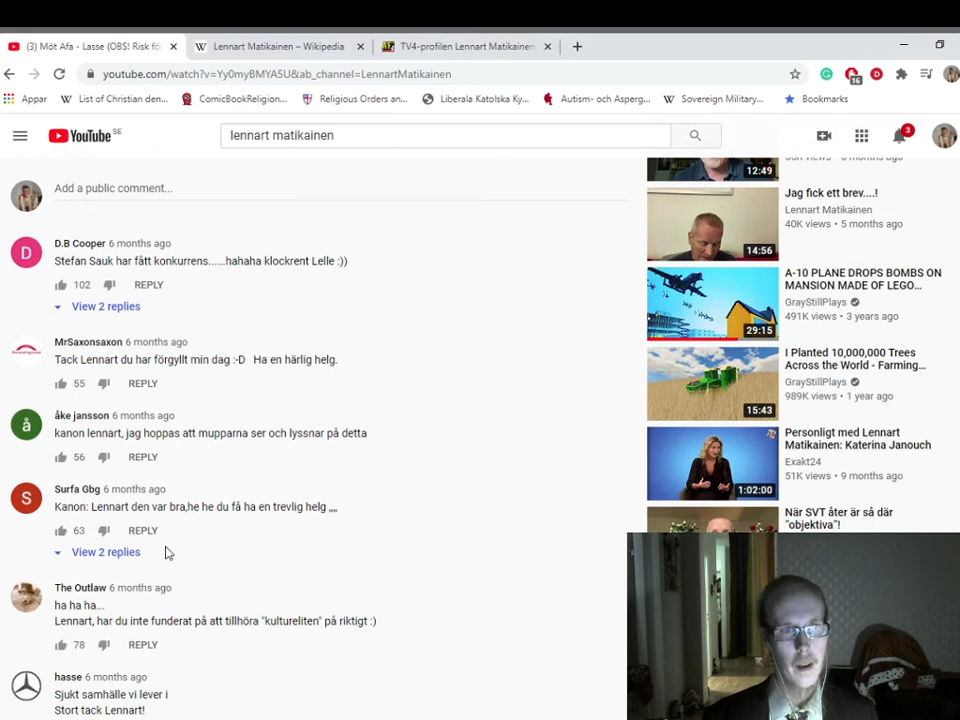 (3) Möt Afa - Lasse (OBS! Risk för
Lennart Matikainen – Wikipedia
TV4-profilen Lennart Matikainen
youtube.com/watch?v=Yy0myBMYA5U&ab_channel=LennartMatikainen
16
Appar
List of Christian den...
ComicBookReligion...
Religious Orders an...
Liberala Katolska Ky...
Autism- och Asperg...
Sovereign Military...
Bookmarks
YouTube SE
lennart matikainen
3
Add a public comment...
D.B Cooper 6 months ago
Stefan Sauk har fått konkurrens......hahaha klockrent Lelle :))
102 REPLY
View 2 replies
MrSaxonsaxon 6 months ago
Tack Lennart du har förgyllt min dag :-D Ha en härlig helg.
55 REPLY
å
åke jansson 6 months ago
kanon lennart, jag hoppas att mupparna ser och lyssnar på detta
56 REPLY
S
Surfa Gbg 6 months ago
Kanon: Lennart den var bra,he he du få ha en trevlig helg ,,,,
63 REPLY
View 2 replies
The Outlaw 6 months ago
ha ha ha...
Lennart, har du inte funderat på att tillhöra "kultureliten" på riktigt :)
78 REPLY
hasse 6 months ago
Sjukt samhälle vi lever i
Stort tack Lennart!
D
12:49
Jag fick ett brev....!
Lennart Matikainen
40K views • 5 months ago
14:56
A-10 PLANE DROPS BOMBS ON
MANSION MADE OF LEGO...
GrayStillPlays
491K views • 3 years ago
29:15
I Planted 10,000,000 Trees
Across the World - Farming...
GrayStillPlays
989K views • 1 year ago
15:43
Personligt med Lennart
Matikainen: Katerina Janouch
Exakt24
51K views • 9 months ago
1:02:00
När SVT åter är så där
"objektiva"!